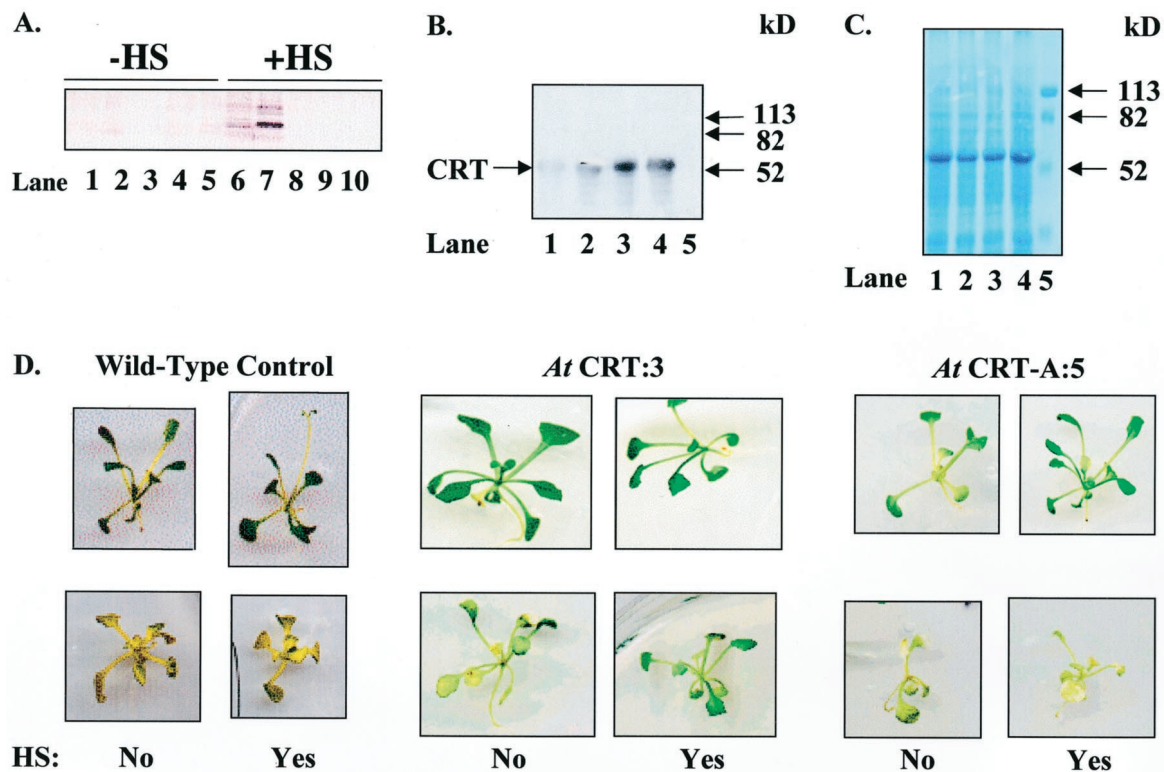 A.
-HS +HS
Lane 1 2 3 4 5 6 7 8 9 10
B. kD
113
82
CRT 52
Lane 1 2 3 4 5
C. kD
113
82
52
Lane 1 2 3 4 5
D. Wild-Type Control At CRT:3 At CRT-A:5
HS: No Yes No Yes No Yes